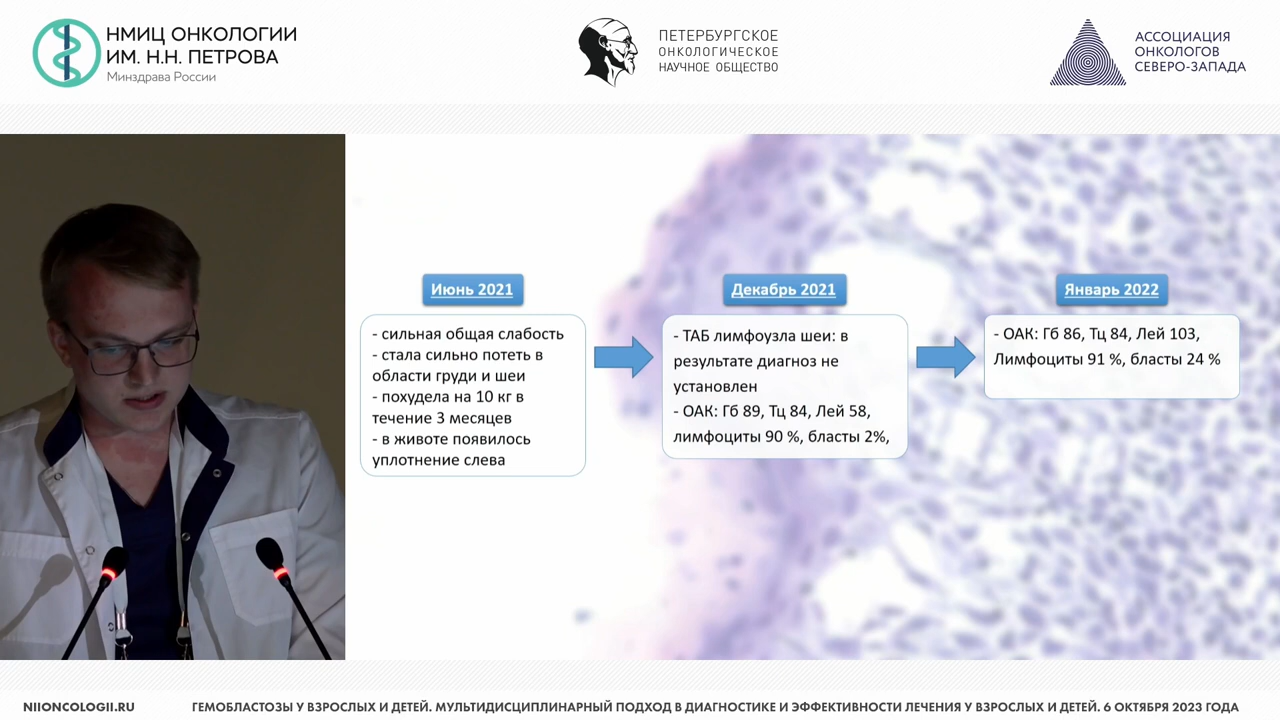 НМИЦ ОНКОЛОГИИ
ИМ. Н.Н. ПЕТРОВА
Минздрава России
ПЕТЕРБУРГСКОЕ
ОНКОЛОГИЧЕСКОЕ
НАУЧНОЕ ОБЩЕСТВО
АССОЦИАЦИЯ
ОНКОЛОГОВ
СЕВЕРО-ЗАПАДА
Июнь 2021
- сильная общая слабость
- стала сильно потеть в
области груди и шеи
- похудела на 10 кг в
течение 3 месяцев
- в животе появилось
уплотнение слева
Декабрь 2021
- ТАБ лимфоузла шеи: в
результате диагноз не
установлен
- ОАК: Гб 89, Тц 84, Лей 58,
лимфоциты 90 %, бласты 2%,
Январь 2022
- ОАК: Гб 86, Тц 84, Лей 103,
Лимфоциты 91 %, бласты 24 %
NIIONCOLOGII.RU
ГЕМОБЛАСТОЗЫ У ВЗРОСЛЫХ И ДЕТЕЙ. МУЛЬТИДИСЦИПЛИНАРНЫЙ ПОДХОД В ДИАГНОСТИКЕ И ЭФФЕКТИВНОСТИ ЛЕЧЕНИЯ У ВЗРОСЛЫХ И ДЕТЕЙ. 6 ОКТЯБРЯ 2023 ГОДА